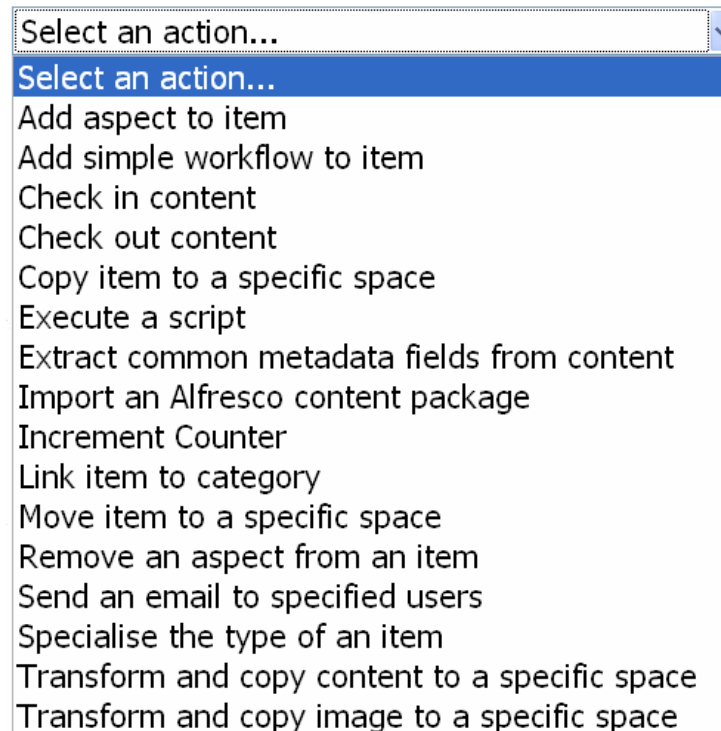 Select an action...
Select an action...
Add aspect to item
Add simple workflow to item
Check in content
Check out content
Copy item to a specific space
Execute a script
Extract common metadata fields from content
Import an Alfresco content package
Increment Counter
Link item to category
Move item to a specific space
Remove an aspect from an item
Send an email to specified users
Specialise the type of an item
Transform and copy content to a specific space
Transform and copy image to a specific space